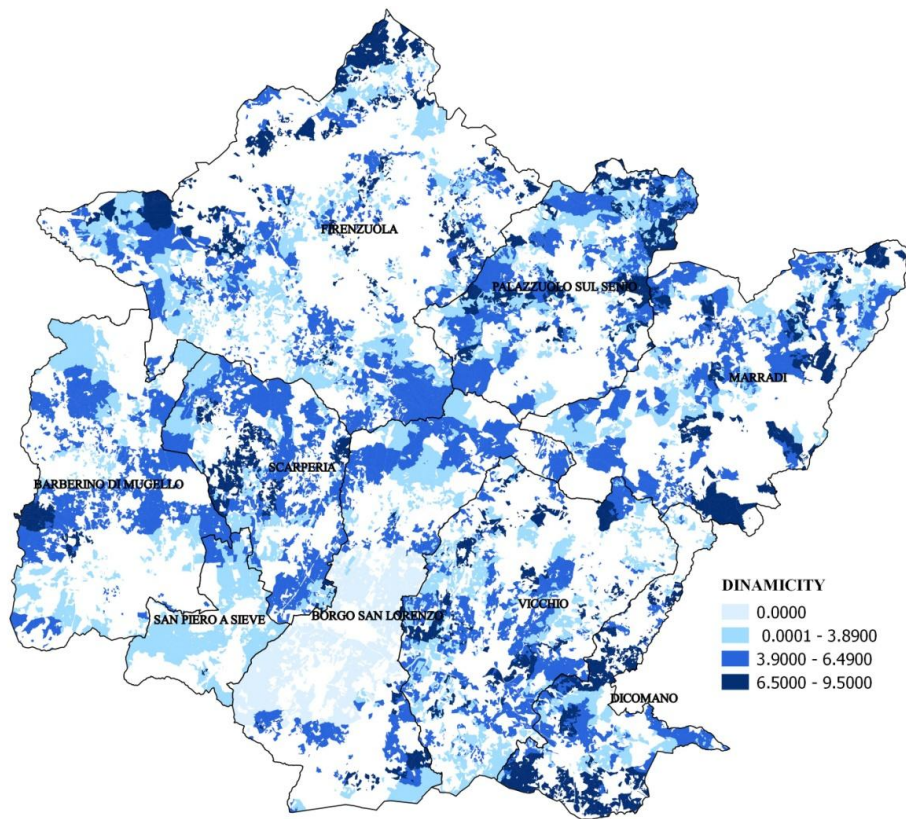 FIRENZUOLA
PALAZZUOLO SUL SENIO
MARRADI
SCARPERIA
BARBERINO DI MUGELLO
VICCHIO
SAN PIERO A SIEVE
BORGO SAN LORENZO
DICOMANO
DINAMICITY
0.0000
0.0001 - 3.8900
3.9000 - 6.4900
6.5000 - 9.5000